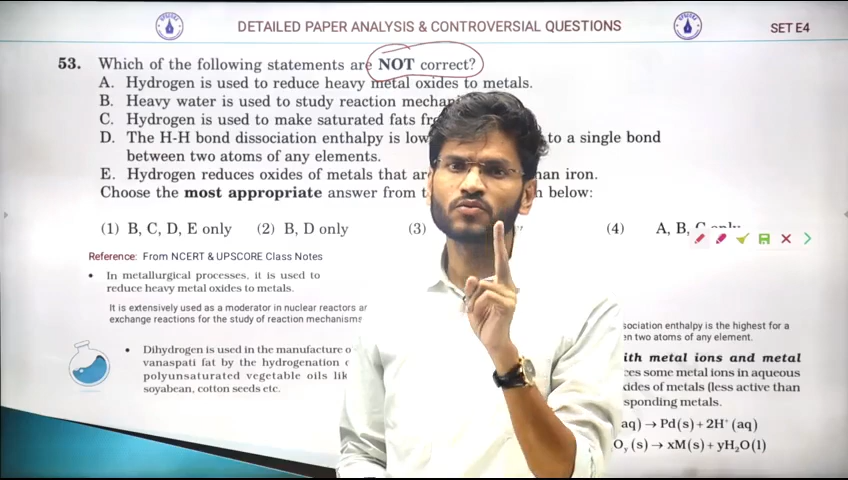 DETAILED PAPER ANALYSIS & CONTROVERSIAL QUESTIONS
SET E4
53. Which of the following statements are NOT correct?
A. Hydrogen is used to reduce heavy metal oxides to metals.
B. Heavy water is used to study reaction
C. Hydrogen is used to make saturated fats
D. The H-H bond dissociation enthalpy is to a single bond
between two atoms of any elements.
E. Hydrogen reduces oxides of metals that iron.
Choose the most appropriate answer from below:
(1) B, C, D, E only (2) B, D only (3) (4) A, B,
Reference: From NCERT & UPSCORE Class Notes
• In metallurgical processes, it is used to
reduce heavy metal oxides to metals.
It is extensively used as a moderator in nuclear reactors
exchange reactions for the study of reaction mechanisms
• Dihydrogen is used in the manufacture
vanaspati fat by the hydrogenation
polyunsaturated vegetable oils
soyabean, cotton seeds etc.
enthalpy is the highest for a
two atoms of any element.
with metal ions and metal
some metal ions in aqueous
of metals (less active than
metals.
aq) → Pd(s) + 2H⁺ (aq)
Oᵧ (s) → xM(s) + yH₂O(l)